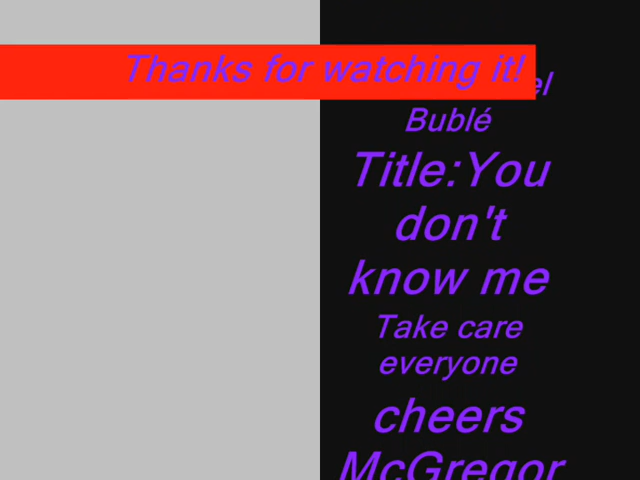 Thanks for watching it!
Bublé
Title:You
don't
know me
Take care
everyone
cheers
McGregor